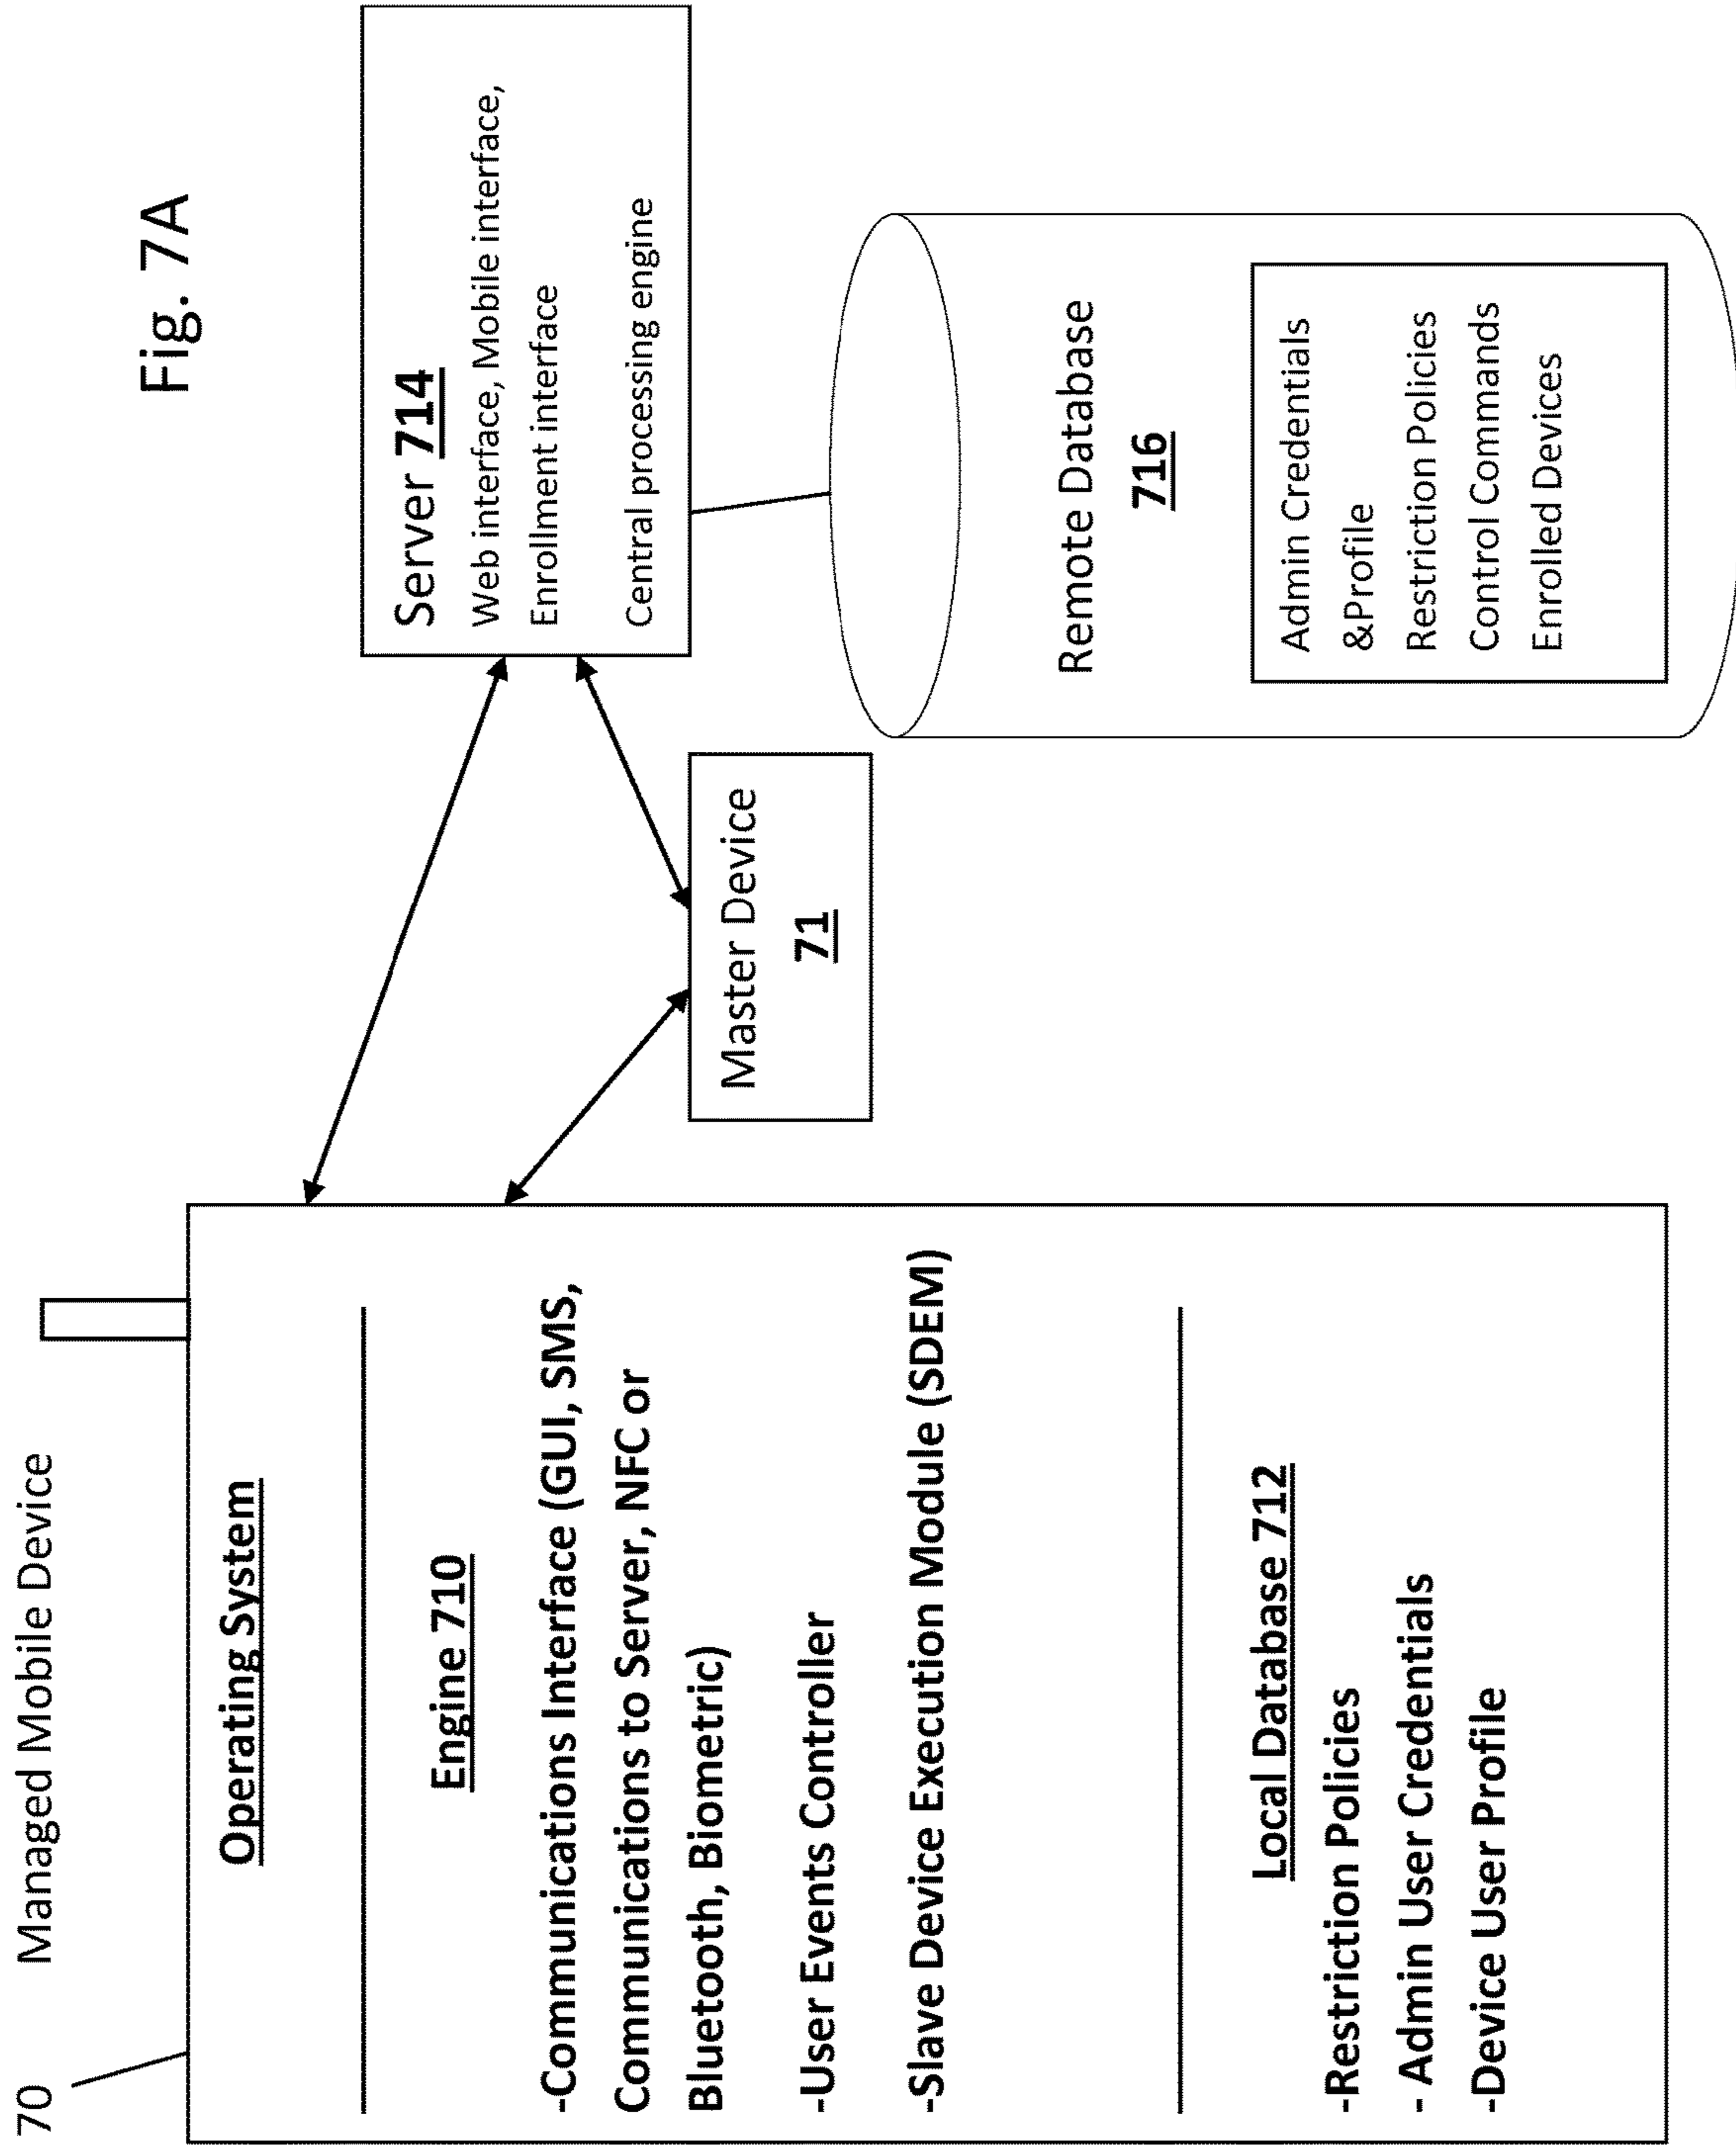 Fig. 7A
70
Managed Mobile Device
Operating System
Engine 710
-Communications Interface (GUI, SMS,
Communications to Server, NFC or
Bluetooth, Biometric)
-User Events Controller
-Slave Device Execution Module (SDEM)
Local Database 712
-Restriction Policies
- Admin User Credentials
-Device User Profile
Master Device
71
Server 714
Web interface, Mobile interface,
Enrollment interface
Central processing engine
Remote Database
716
Admin Credentials
&Profile
Restriction Policies
Control Commands
Enrolled Devices